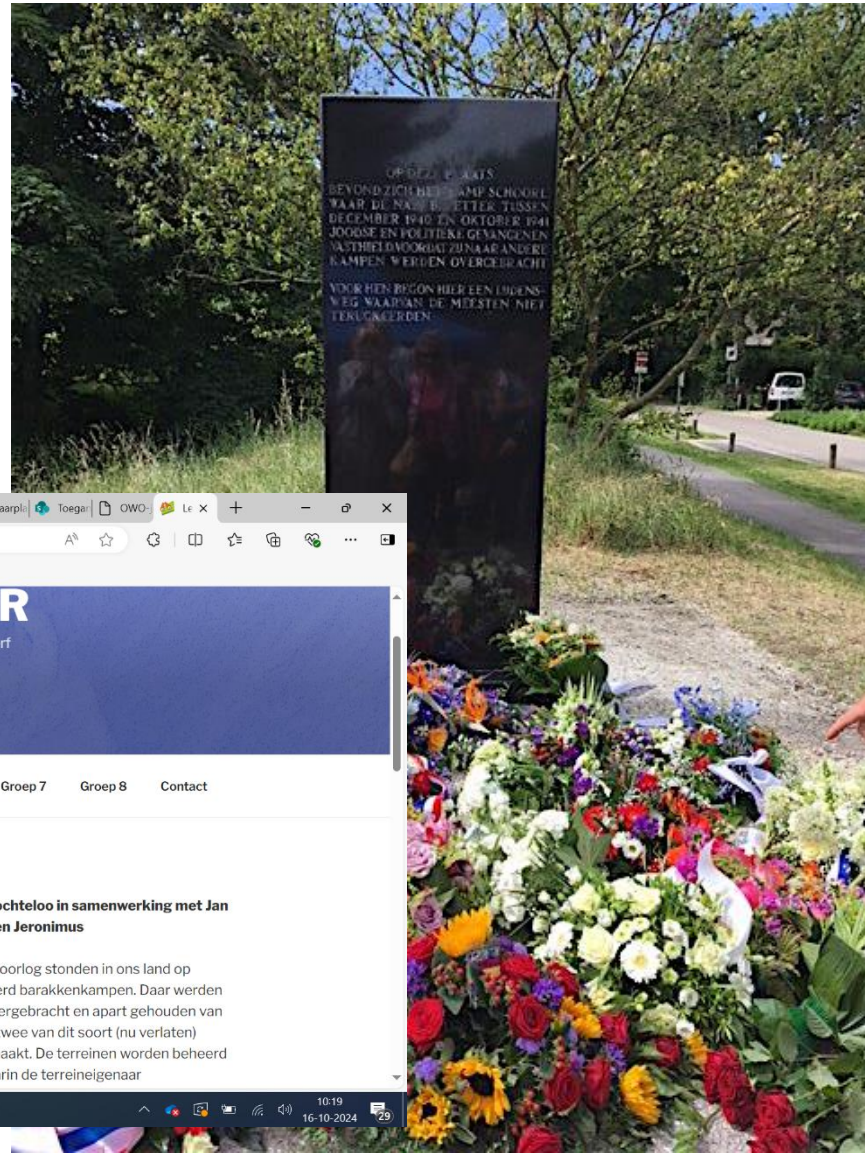 OP DEZE PLAATS
BEVOND ZICH HET KAMP SCHOORL
WAAR DE NAZI BEZETTER TUSSEN
DECEMBER 1940 EN OKTOBER 1941
JOODSE EN POLITIEKE GEVANGENEN
VASTHIELD VOORDAT ZIJ NAAR ANDERE
KAMPEN WERDEN OVERGEBRACHT
VOOR HEN BEGON HIER EEN LIJDENS-
WEG WAARVAN DE MEESTEN NIET
TERUGKEERDEN
aarpla Toegar OWO- Le
R
rf
Groep 7 Groep 8 Contact
ochteloo in samenwerking met Jan
en Jeronimus
oorlog stonden in ons land op
erd barakkenkampen. Daar werden
ergebracht en apart gehouden van
wee van dit soort (nu verlaten)
aakt. De terreinen worden beheerd
rin de terreineigenaar
10:19
16-10-2024 29